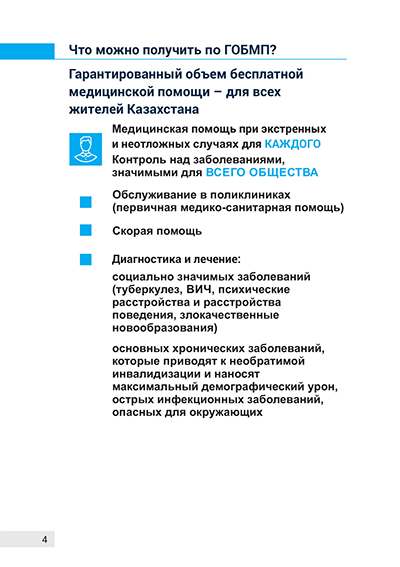 Что можно получить по ГОБМП?
Гарантированный объем бесплатной
медицинской помощи – для всех
жителей Казахстана
Медицинская помощь при экстренных
и неотложных случаях для КАЖДОГО
Контроль над заболеваниями,
значимыми для ВСЕГО ОБЩЕСТВА
Обслуживание в поликлиниках
(первичная медико-санитарная помощь)
Скорая помощь
Диагностика и лечение:
социально значимых заболеваний
(туберкулез, ВИЧ, психические
расстройства и расстройства
поведения, злокачественные
новообразования)
основных хронических заболеваний,
которые приводят к необратимой
инвалидизации и наносят
максимальный демографический урон,
острых инфекционных заболеваний,
опасных для окружающих
4